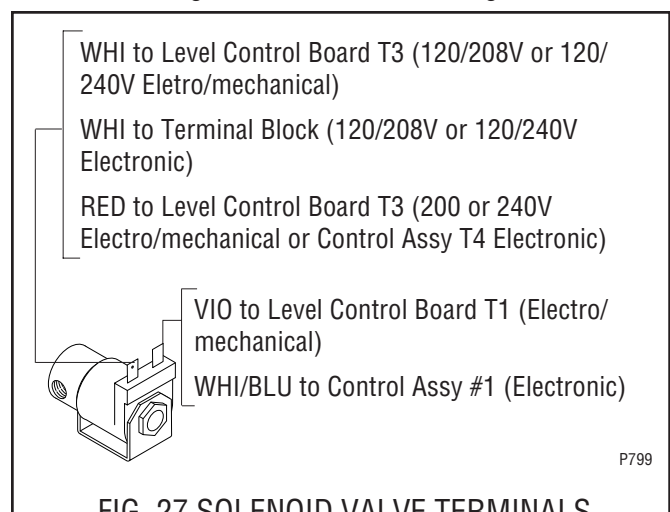 WHI to Level Control Board T3 (120/208V or 120/
240V Eletro/mechanical)
WHI to Terminal Block (120/208V or 120/240V
Electronic)
RED to Level Control Board T3 (200 or 240V
Electro/mechanical or Control Assy T4 Electronic)
VIO to Level Control Board T1 (Electro/
mechanical)
WHI/BLU to Control Assy #1 (Electronic)
P799
FIG. 27 SOLENOID VALVE TERMINALS